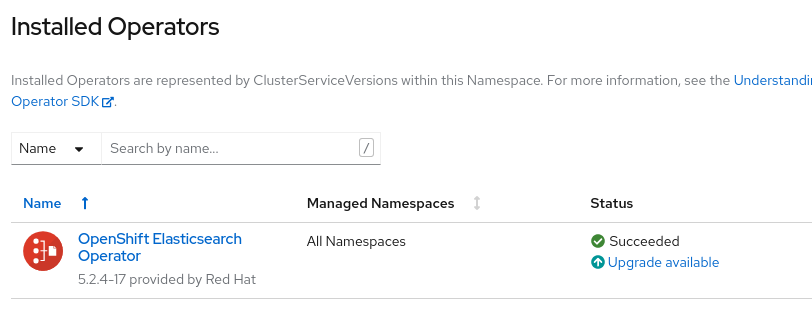 Installed Operators
Installed Operators are represented by ClusterServiceVersions within this Namespace. For more information, see the
Operator SDK.
Name Search by name... /
Name Managed Namespaces Status
OpenShift Elasticsearch All Namespaces Succeeded
Operator Upgrade available
5.2.4-17 provided by Red Hat